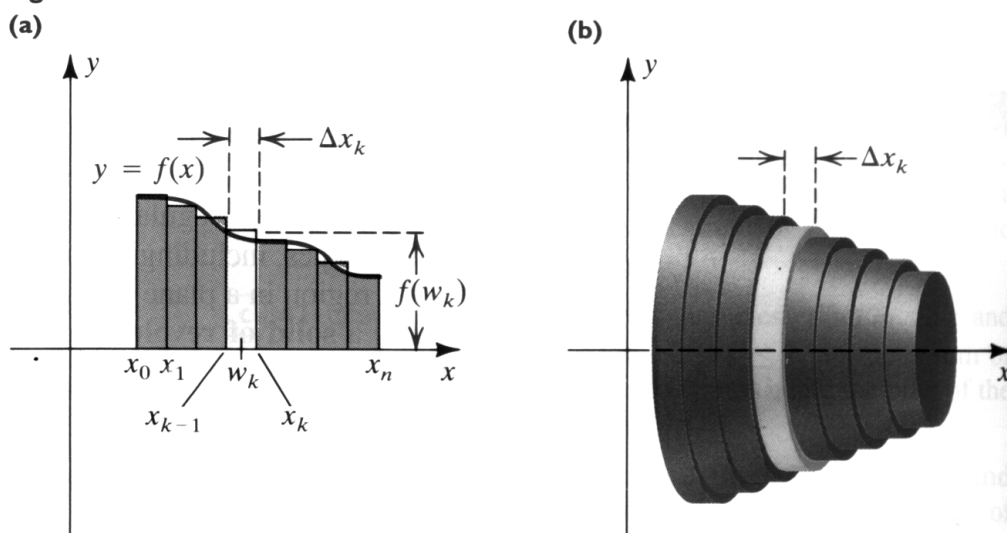 (a)
y
Δx_k
y = f(x)
f(w_k)
x_0 x_1 w_k x_n x
x_{k-1} x_k
(b)
y
Δx_k
x